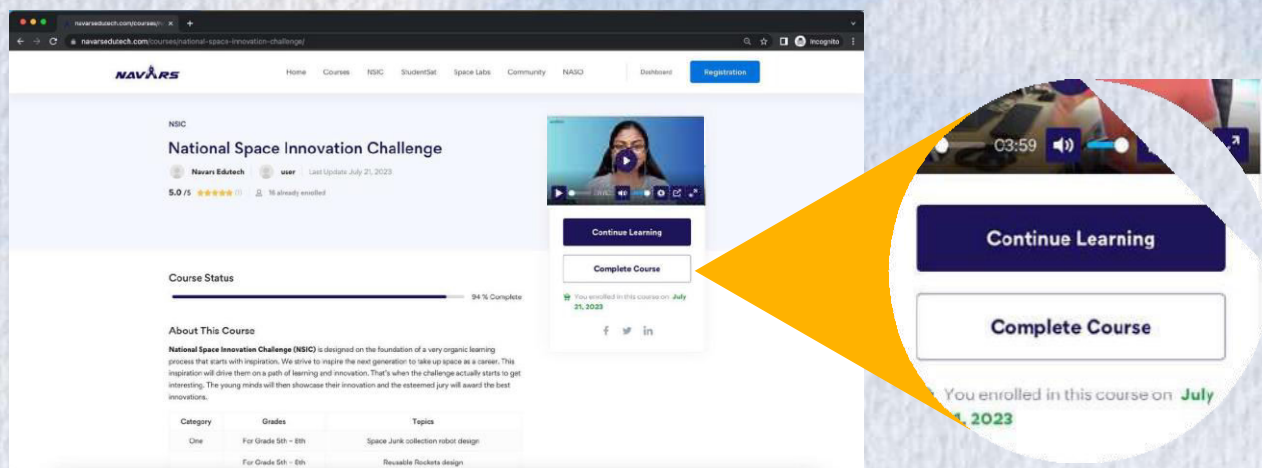 navarsedutech.com/courses/n
navarsedutech.com/courses/national-space-innovation-challenge/
Incognito
NAVARS
Home Courses NSIC StudentSat Space Labs Community NASO Dashboard Registration
NSIC
National Space Innovation Challenge
Navars Edutech user Last Update July 21, 2023
5.0 /5 (1) 16 already enrolled
Continue Learning
Complete Course
You enrolled in this course on July
21, 2023
Course Status
94 % Complete
About This Course
National Space Innovation Challenge (NSIC) is designed on the foundation of a very organic learning
process that starts with inspiration. We strive to inspire the next generation to take up space as a career. This
inspiration will drive them on a path of learning and innovation. That's when the challenge actually starts to get
interesting. The young minds will then showcase their innovation and the esteemed jury will award the best
innovations.
Category Grades Topics
One For Grade 5th – 8th Space Junk collection robot design
For Grade 5th – 8th Reusable Rockets design
03:59
Continue Learning
Complete Course
You enrolled in this course on July
1, 2023